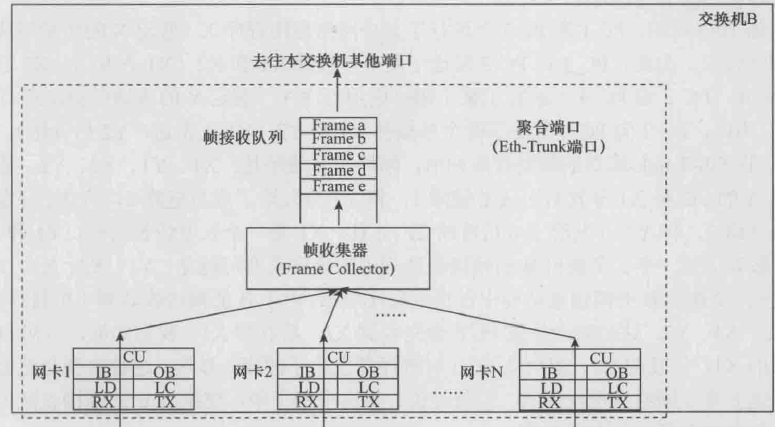 交换机B
去往本交换机其他端口
帧接收队列
Frame a
Frame b
Frame c
Frame d
Frame e
聚合端口
(Eth-Trunk端口)
帧收集器
(Frame Collector)
……
网卡1
CU
IB OB
LD LC
RX TX
网卡2
CU
IB OB
LD LC
RX TX
……
网卡N
CU
IB OB
LD LC
RX TX